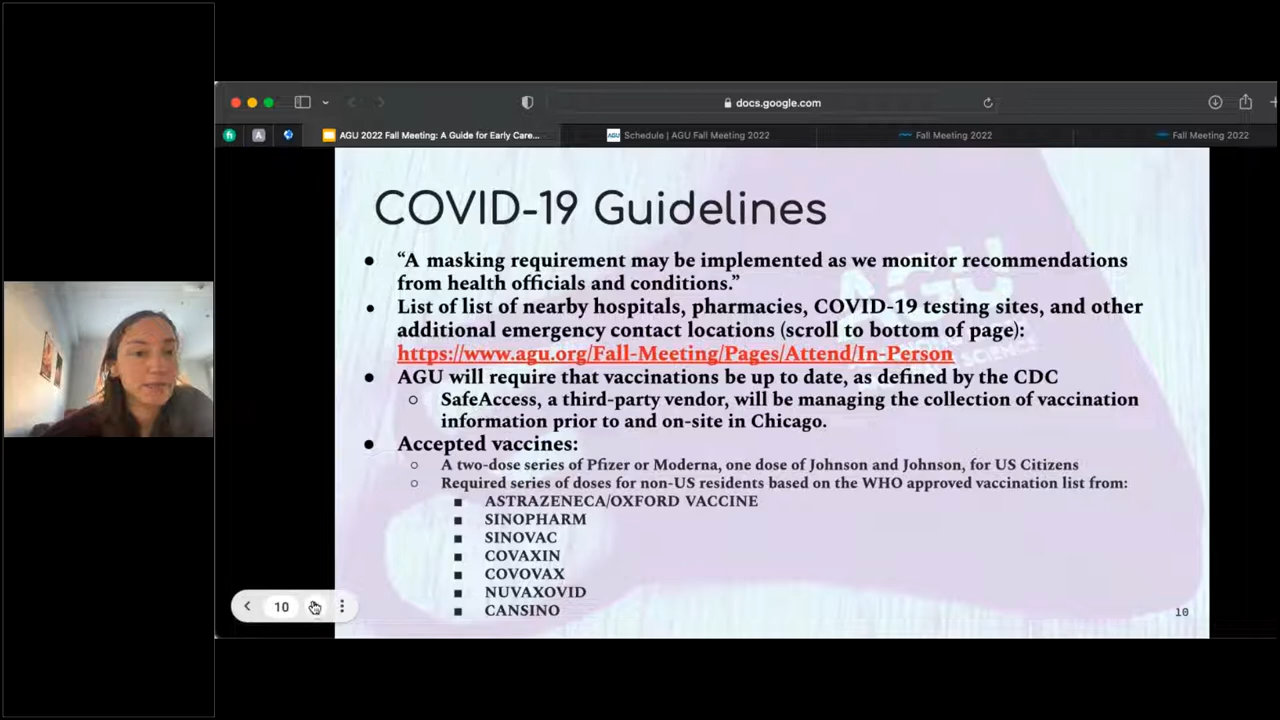 docs.google.com
AGU 2022 Fall Meeting: A Guide for Early Care...
Schedule | AGU Fall Meeting 2022
Fall Meeting 2022
Fall Meeting 2022
COVID-19 Guidelines
“A masking requirement may be implemented as we monitor recommendations
from health officials and conditions.”
List of list of nearby hospitals, pharmacies, COVID-19 testing sites, and other
additional emergency contact locations (scroll to bottom of page):
https://www.agu.org/Fall-Meeting/Pages/Attend/In-Person
AGU will require that vaccinations be up to date, as defined by the CDC
SafeAccess, a third-party vendor, will be managing the collection of vaccination
information prior to and on-site in Chicago.
Accepted vaccines:
A two-dose series of Pfizer or Moderna, one dose of Johnson and Johnson, for US Citizens
Required series of doses for non-US residents based on the WHO approved vaccination list from:
ASTRAZENECA/OXFORD VACCINE
SINOPHARM
SINOVAC
COVAXIN
COVOVAX
NUVAXOVID
CANSINO
10
10
AGU
SCIENCE